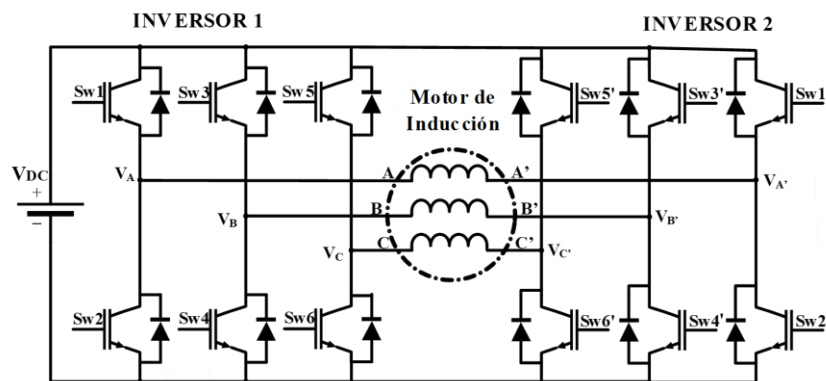 INVERSOR 1
INVERSOR 2
Sw1
Sw3
Sw5
Motor de
Inducción
Sw5'
Sw3'
Sw1
VDC
+
−
VA
A
A'
VA'
VB
B
B'
VB'
VC
C
C'
VC'
Sw2
Sw4
Sw6
Sw6'
Sw4'
Sw2